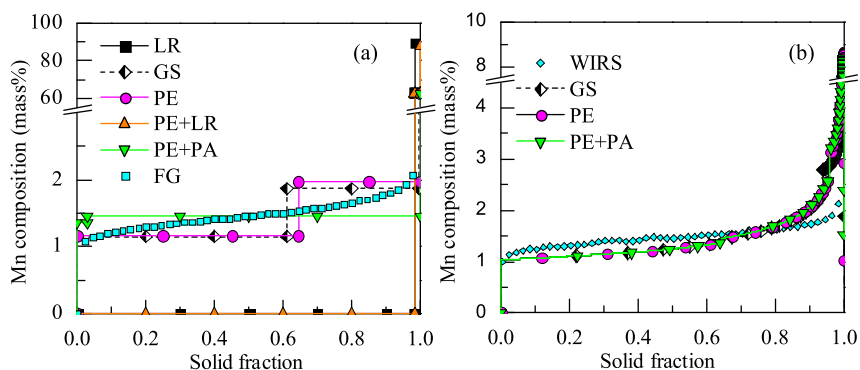 (a)
LR
GS
PE
PE+LR
PE+PA
FG
Mn composition (mass%)
100
80
60
2
1
0
0.0 0.2 0.4 0.6 0.8 1.0
Solid fraction
(b)
WIRS
GS
PE
PE+PA
Mn composition (mass%)
10
8
4
3
2
1
0
0.0 0.2 0.4 0.6 0.8 1.0
Solid fraction